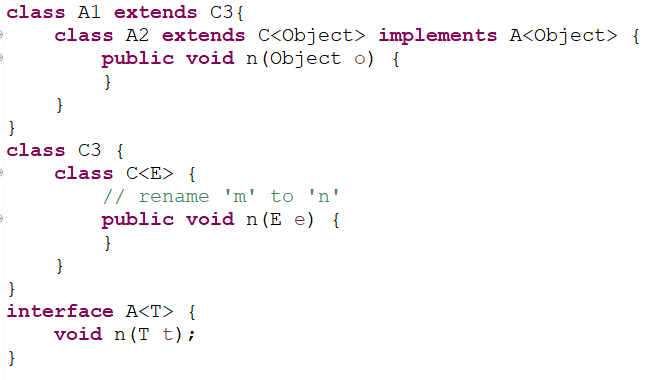 class A1 extends C3{
    class A2 extends C<Object> implements A<Object> {
        public void n(Object o) {
        }
    }
}
class C3 {
    class C<E> {
        // rename 'm' to 'n'
        public void n(E e) {
        }
    }
}
interface A<T> {
    void n(T t);
}